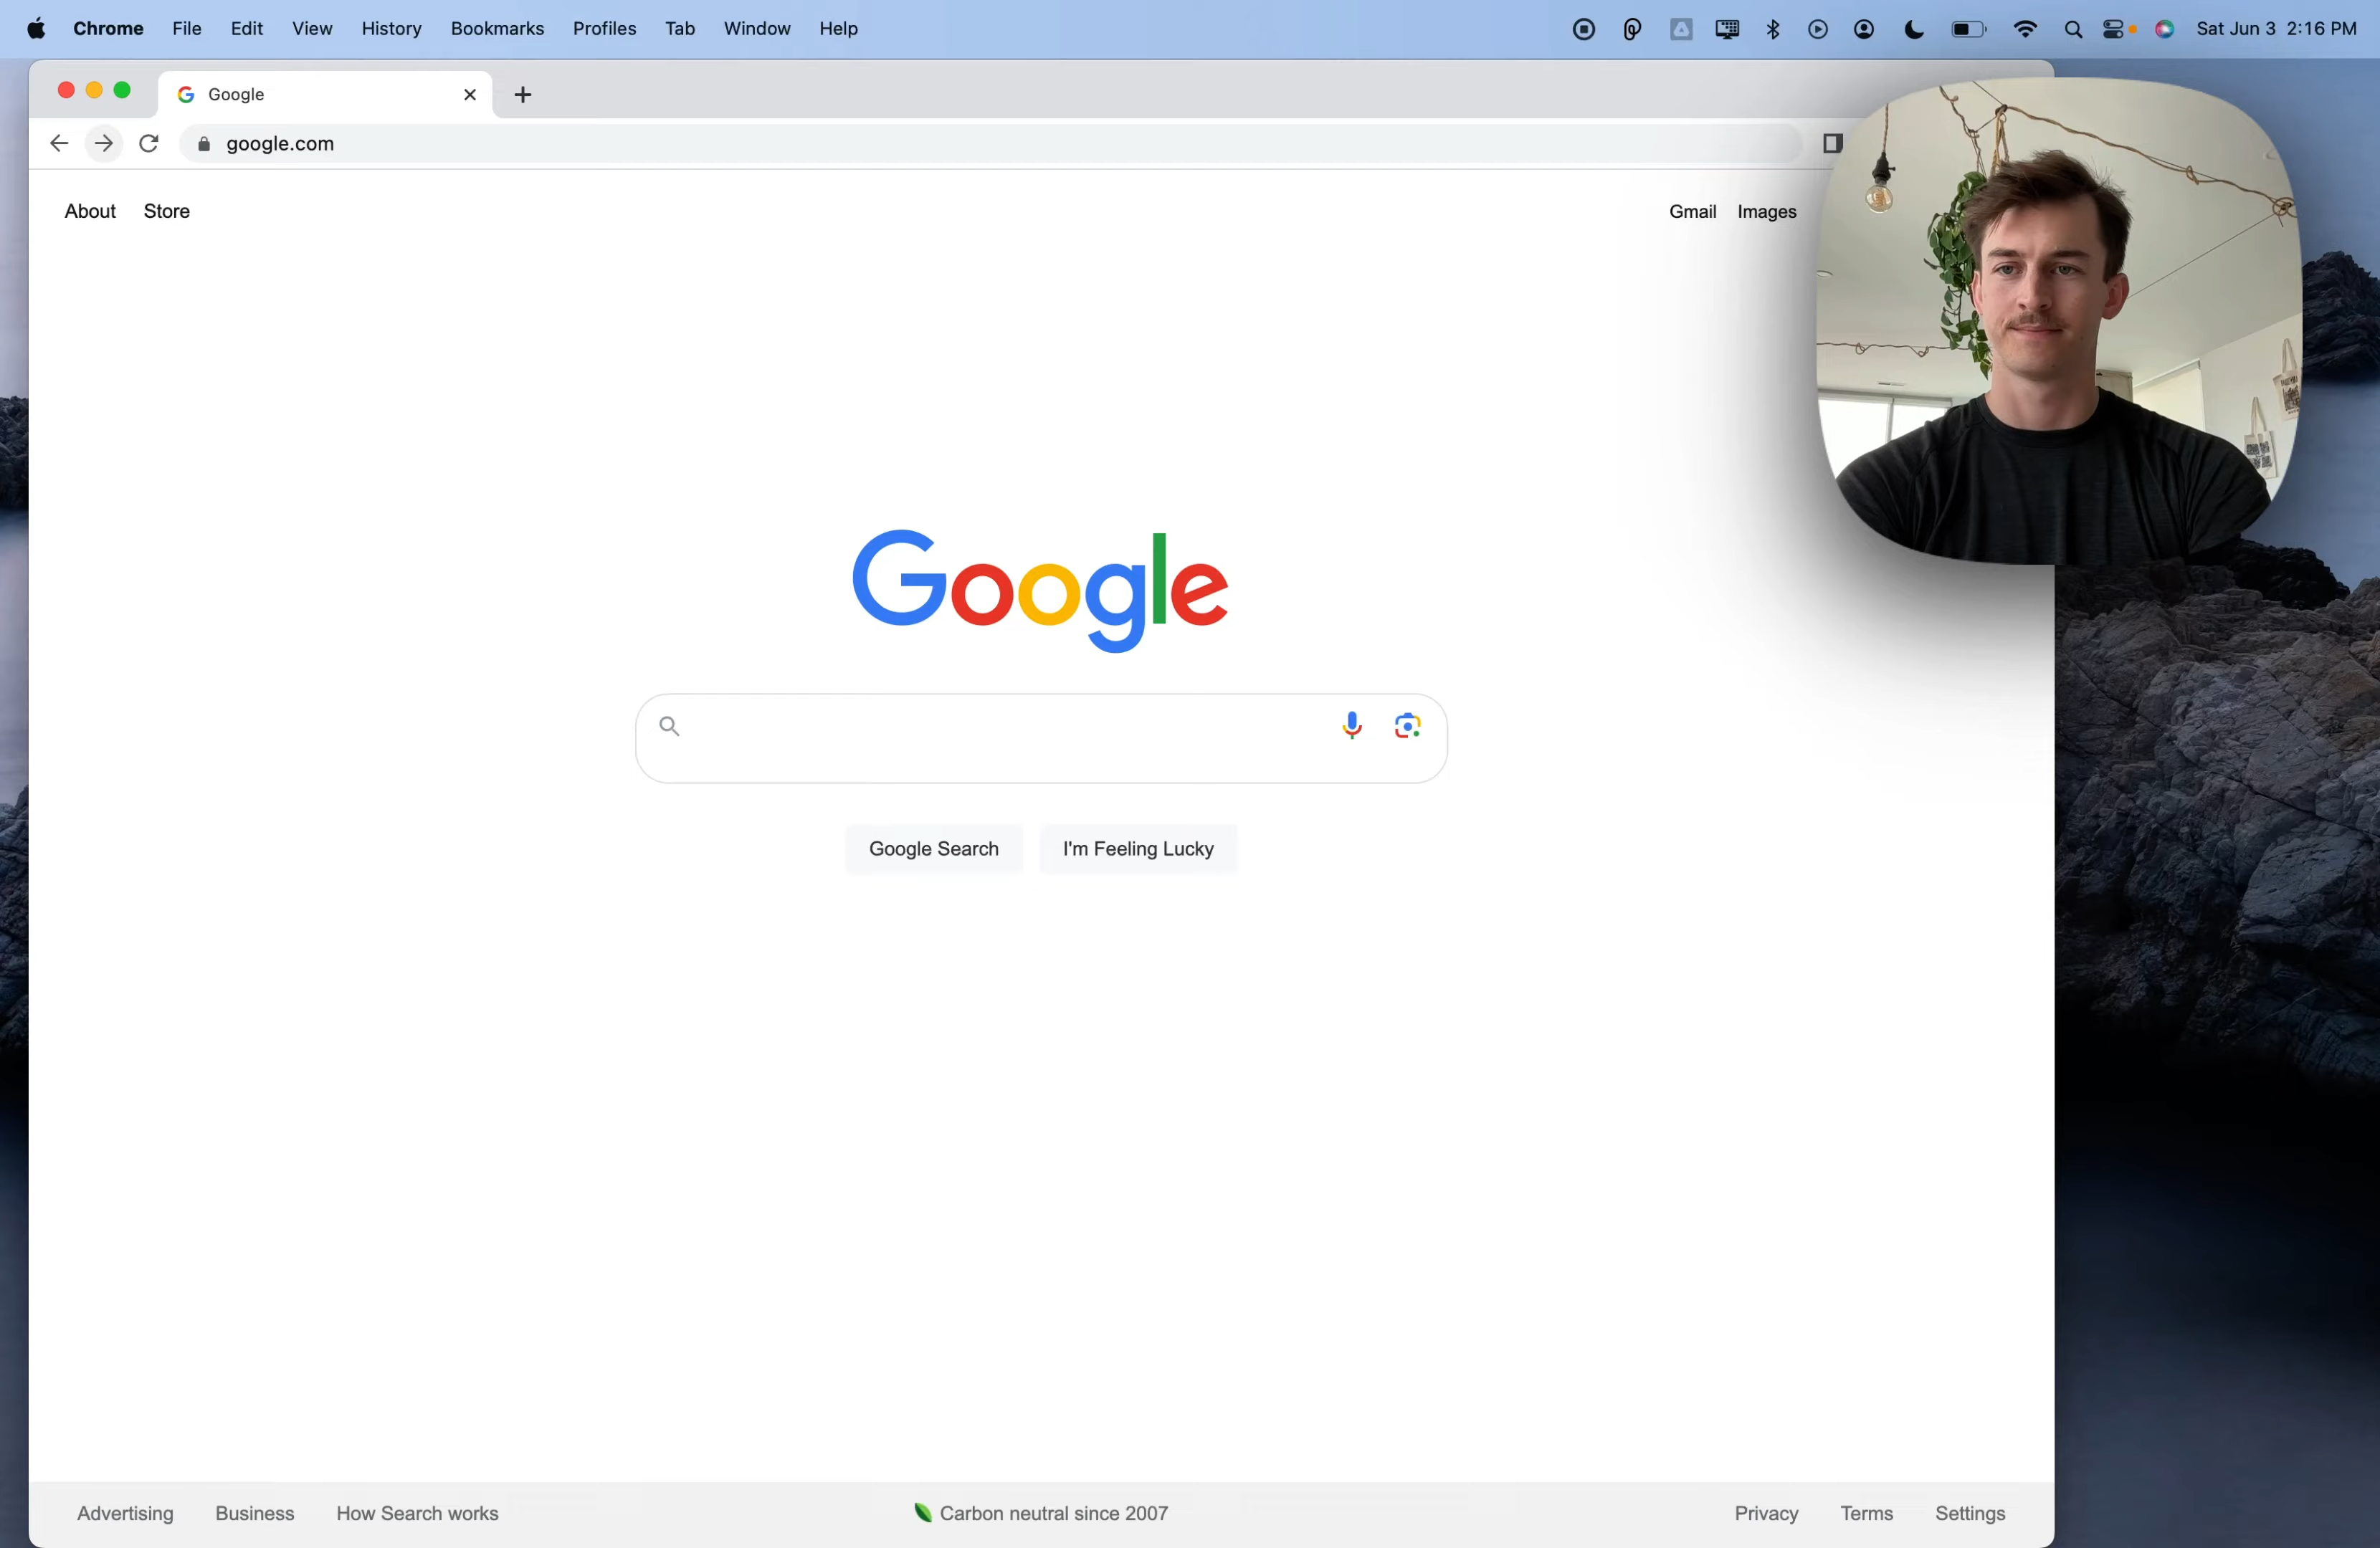 Chrome File Edit View History Bookmarks Profiles Tab Window Help Sat Jun 3 2:16 PM
Google
google.com
About Store Gmail Images
Google
Google Search I'm Feeling Lucky
Advertising Business How Search works Carbon neutral since 2007 Privacy Terms Settings